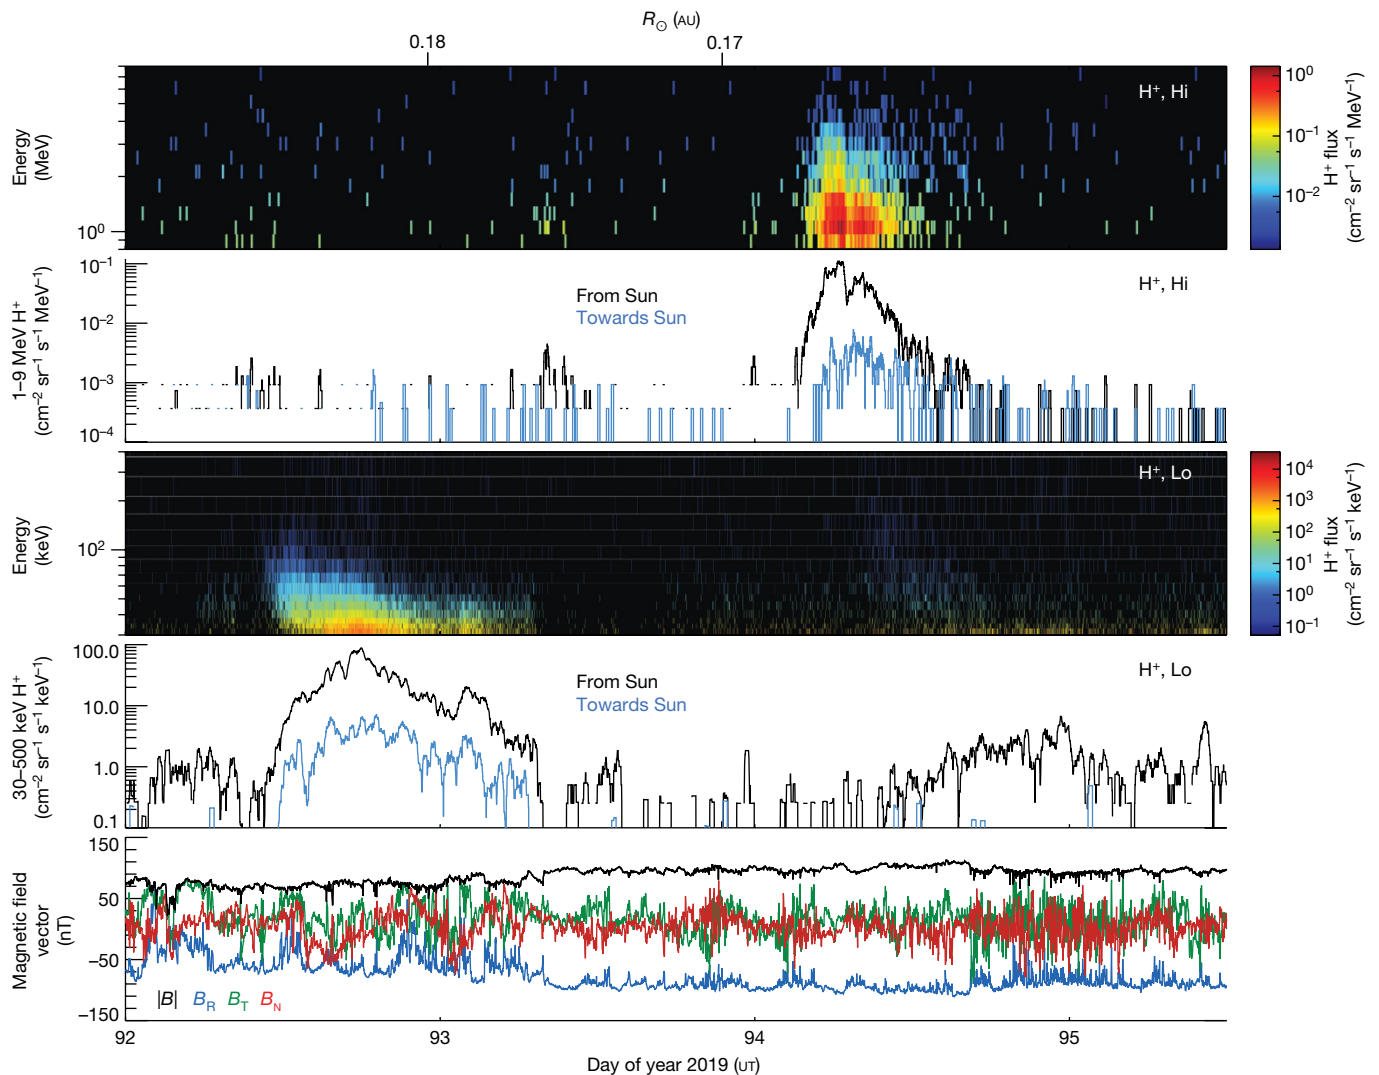 R☉ (AU)
0.18 0.17
H⁺, Hi
Energy
(MeV)
10⁰
10⁰
10⁻¹
10⁻²
H⁺ flux
(cm⁻² sr⁻¹ s⁻¹ MeV⁻¹)
1–9 MeV H⁺
(cm⁻² sr⁻¹ s⁻¹ MeV⁻¹)
10⁻¹
10⁻²
10⁻³
10⁻⁴
From Sun
Towards Sun
H⁺, Hi
Energy
(keV)
10²
H⁺, Lo
10⁴
10³
10²
10¹
10⁰
10⁻¹
H⁺ flux
(cm⁻² sr⁻¹ s⁻¹ keV⁻¹)
30–500 keV H⁺
(cm⁻² sr⁻¹ s⁻¹ keV⁻¹)
100.0
10.0
1.0
0.1
From Sun
Towards Sun
H⁺, Lo
Magnetic field
vector
(nT)
150
50
−50
−150
|B| B_R B_T B_N
92 93 94 95
Day of year 2019 (UT)